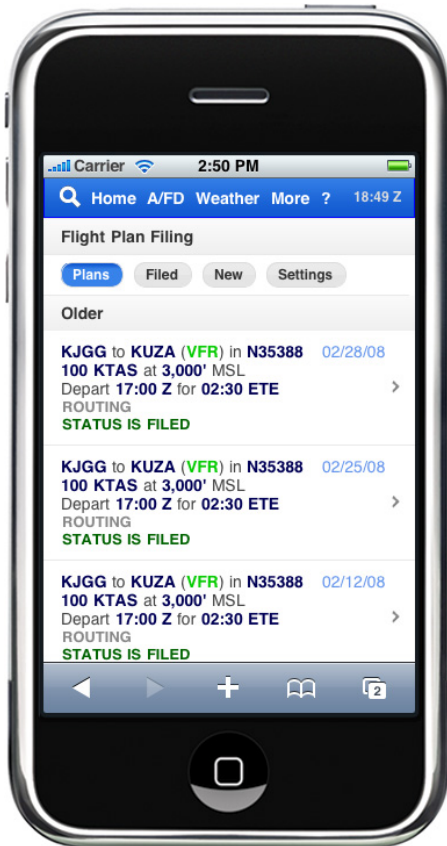 Carrier 2:50 PM
Home A/FD Weather More ? 18:49 Z
Flight Plan Filing
Plans Filed New Settings
Older
KJGG to KUZA (VFR) in N35388 02/28/08
100 KTAS at 3,000' MSL
Depart 17:00 Z for 02:30 ETE
ROUTING
STATUS IS FILED
KJGG to KUZA (VFR) in N35388 02/25/08
100 KTAS at 3,000' MSL
Depart 17:00 Z for 02:30 ETE
ROUTING
STATUS IS FILED
KJGG to KUZA (VFR) in N35388 02/12/08
100 KTAS at 3,000' MSL
Depart 17:00 Z for 02:30 ETE
ROUTING
STATUS IS FILED
2